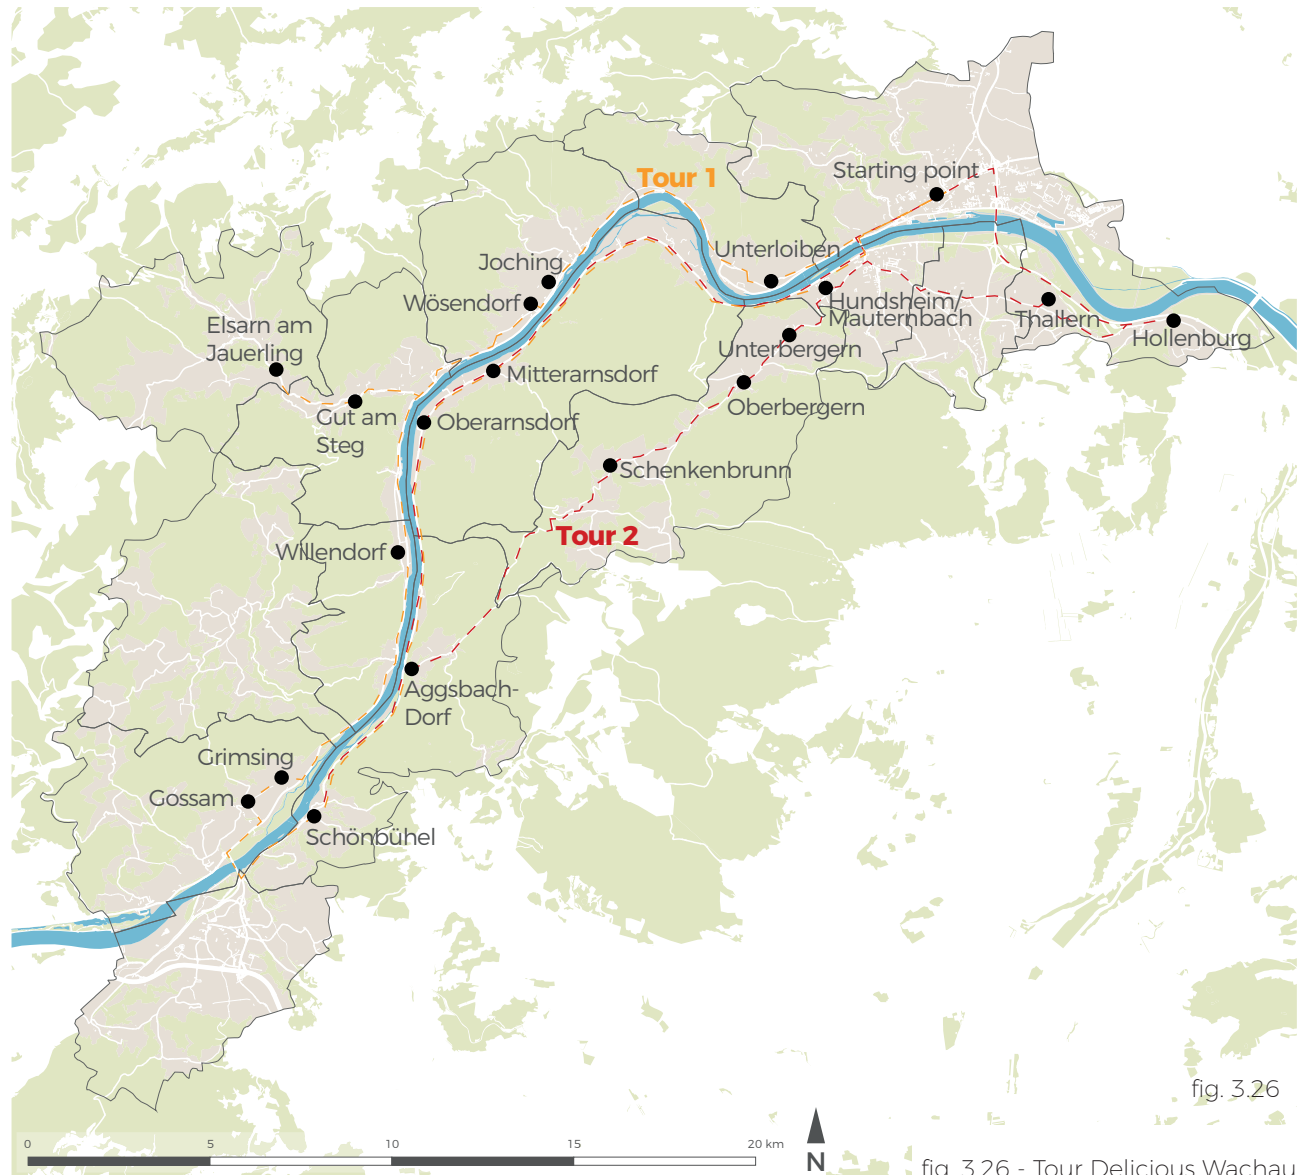 Starting point
Tour 1
Unterloiben
Joching
Wösendorf
Hundsheim/
Mauternbach
Thallern
Hollenburg
Elsarn am
Jauerling
Unterbergern
Mitterarnsdorf
Oberbergern
Gut am
Steg
Oberarnsdorf
Schenkenbrunn
Tour 2
Willendorf
Aggsbach-
Dorf
Grimsing
Gossam
Schönbühel
fig. 3.26
0 5 10 15 20 km
N
fig. 3.26 - Tour Delicious Wachau